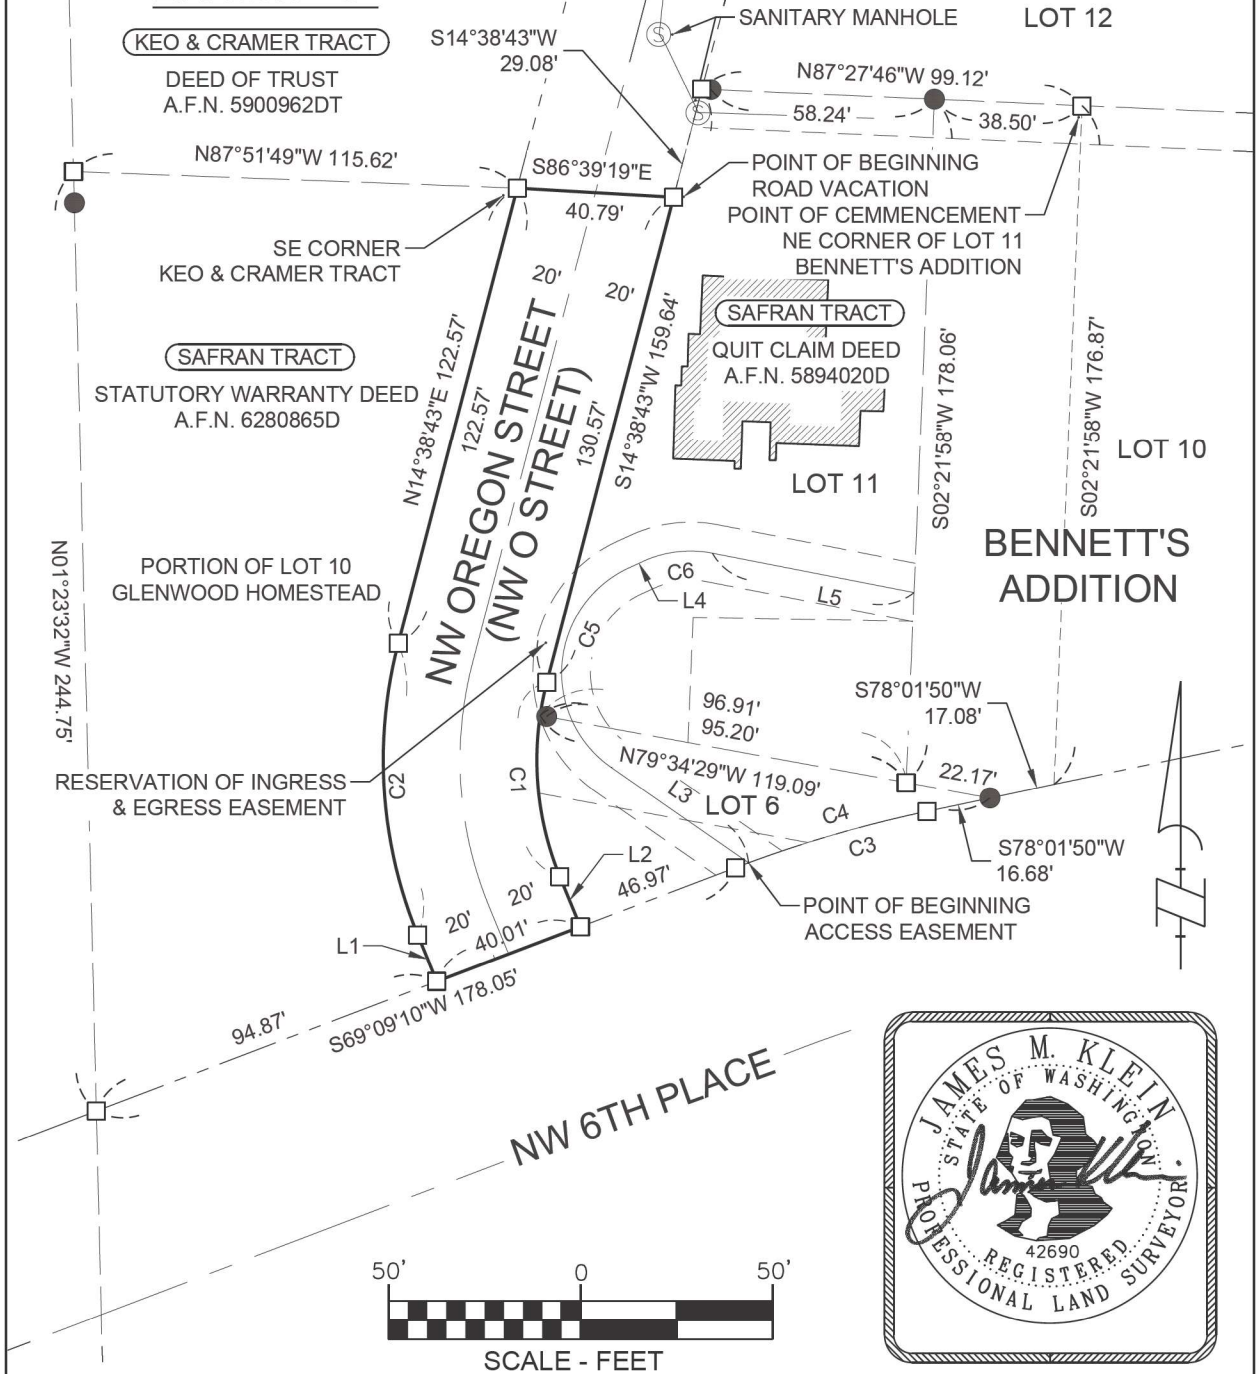 SANITARY MANHOLE
LOT 12
KEO & CRAMER TRACT
DEED OF TRUST
A.F.N. 5900962DT
S14°38'43"W
29.08'
N87°27'46"W 99.12'
58.24'
38.50'
N87°51'49"W 115.62'
S86°39'19"E
40.79'
POINT OF BEGINNING
ROAD VACATION
POINT OF CEMMENCEMENT
NE CORNER OF LOT 11
BENNETT'S ADDITION
SE CORNER
KEO & CRAMER TRACT
20'
20'
SAFRAN TRACT
QUIT CLAIM DEED
A.F.N. 5894020D
SAFRAN TRACT
STATUTORY WARRANTY DEED
A.F.N. 6280865D
N14°38'43"E 122.57'
122.57'
NW OREGON STREET
(NW O STREET)
130.57'
S14°38'43"W 159.64'
S02°21'58"W 178.06'
S02°21'58"W 176.87'
LOT 10
LOT 11
BENNETT'S
ADDITION
PORTION OF LOT 10
GLENWOOD HOMESTEAD
N01°23'32"W 244.75'
C6
L4
L5
C5
S78°01'50"W
17.08'
96.91'
95.20'
N79°34'29"W 119.09'
22.17'
RESERVATION OF INGRESS
& EGRESS EASEMENT
C2
C1
L3
LOT 6
C4
C3
S78°01'50"W
16.68'
L2
46.97'
20'
20'
40.01'
L1
POINT OF BEGINNING
ACCESS EASEMENT
94.87'
S69°09'10"W 178.05'
NW 6TH PLACE
JAMES M. KLEIN
STATE OF WASHINGTON
42690
REGISTERED
PROFESSIONAL LAND SURVEYOR
50'
0
50'
SCALE - FEET
S
S
N